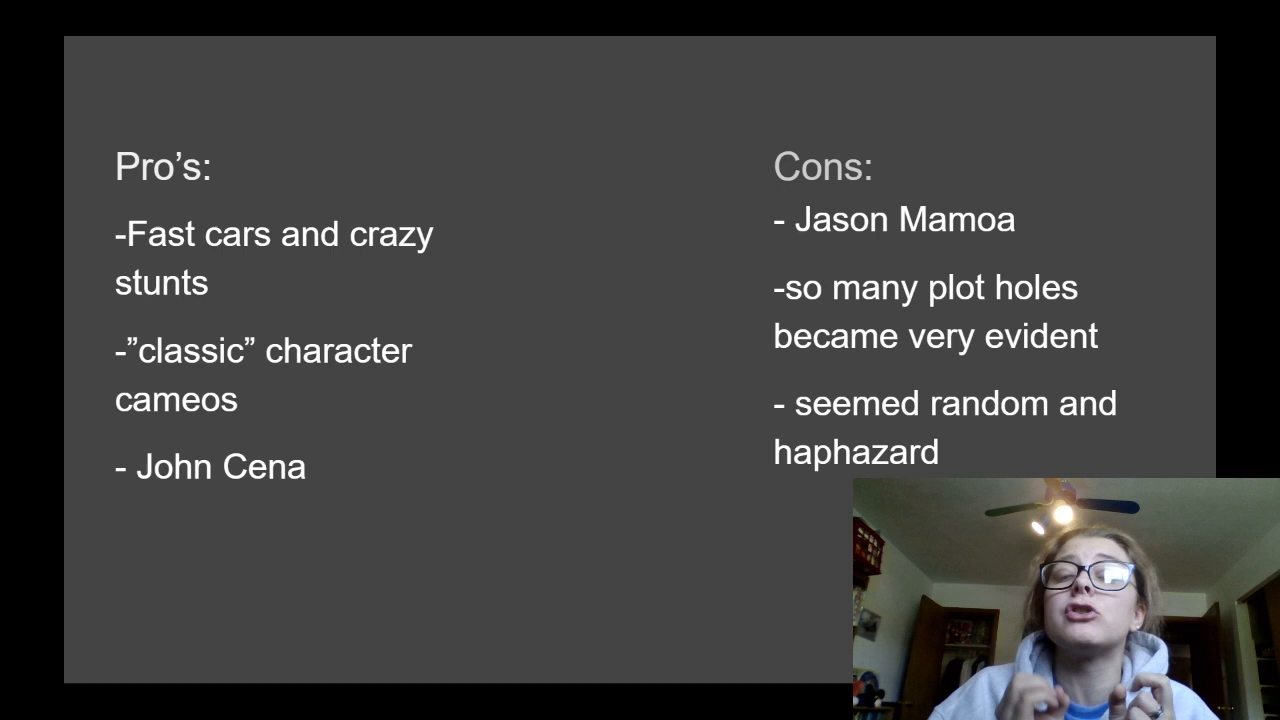 Pro’s:
-Fast cars and crazy
stunts
-”classic” character
cameos
- John Cena
Cons:
- Jason Mamoa
-so many plot holes
became very evident
- seemed random and
haphazard